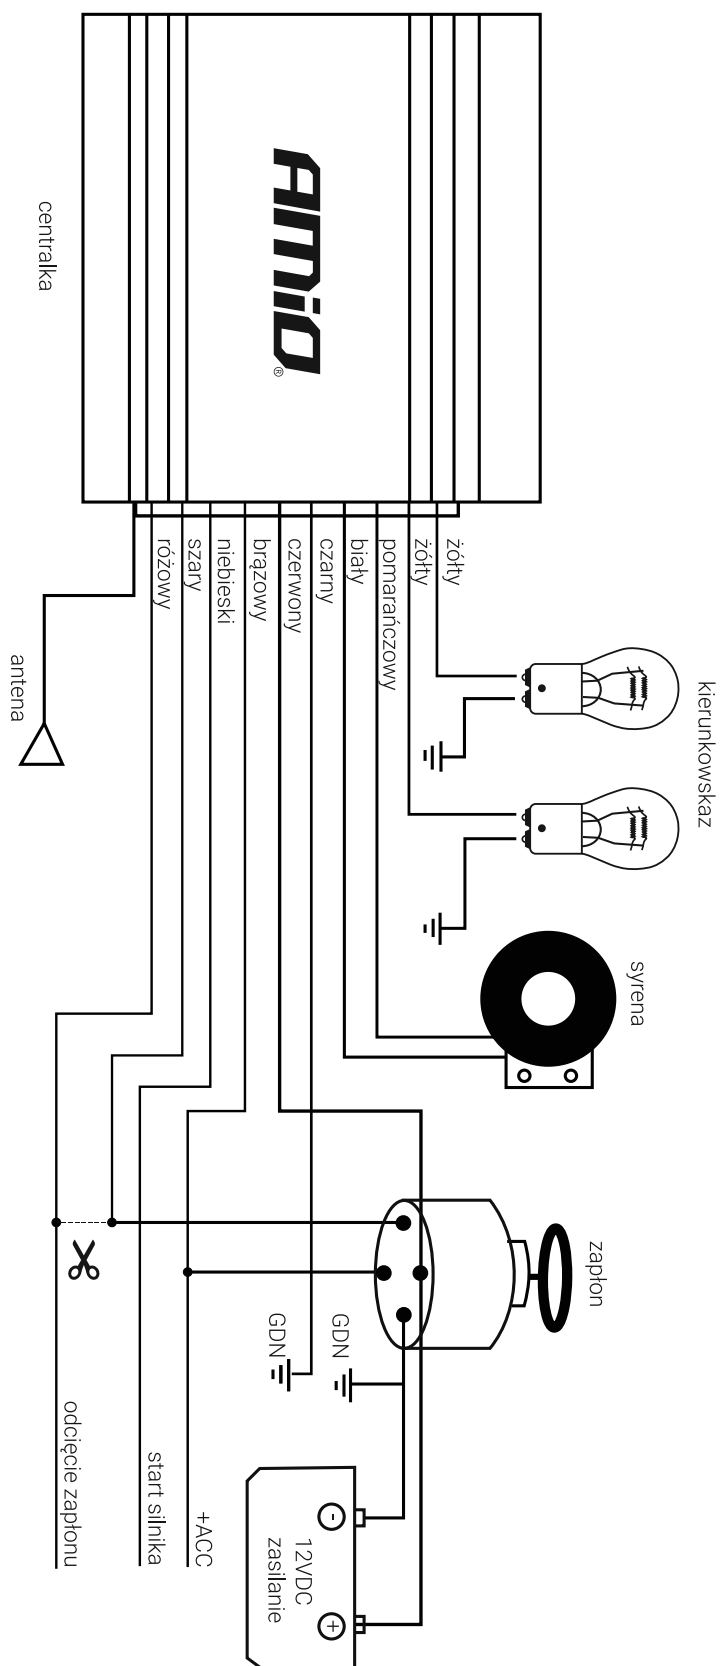 AMiO®
centralka
żółty
żółty
pomarańczowy
biały
czarny
czerwony
brązowy
niebieski
szary
różowy
antena
kierunkowskaz
syrena
zapłon
GDN
GDN
12VDC
zasilanie
-
+
+ACC
start silnika
odcięcie zapłonu